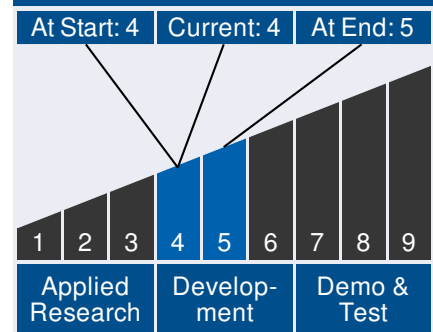 At Start: 4 Current: 4 At End: 5
1 2 3 4 5 6 7 8 9
Applied Develop- Demo &
Research ment Test